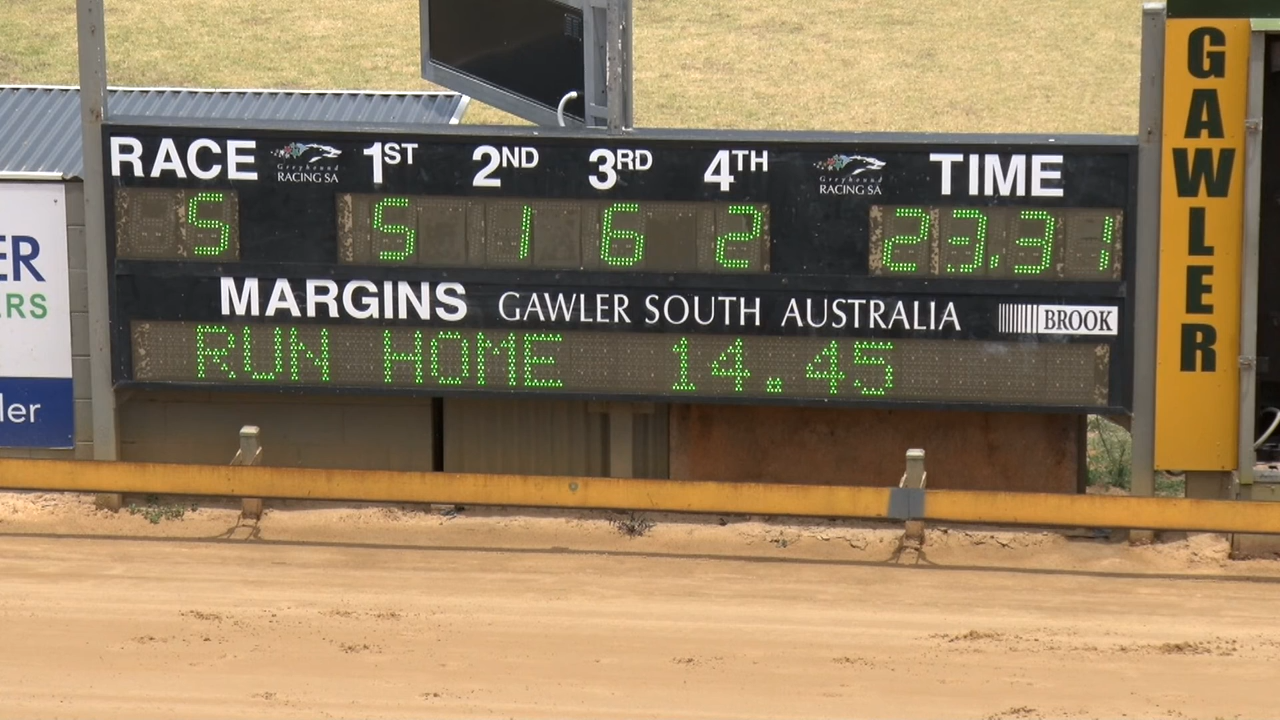 RACE 1ST 2ND 3RD 4TH TIME
Greyhound RACING SA
Greyhound RACING SA
5 5 1 6 2 23.31
MARGINS GAWLER SOUTH AUSTRALIA BROOK
RUN HOME 14.45
GAWLER
ER
RS
ler